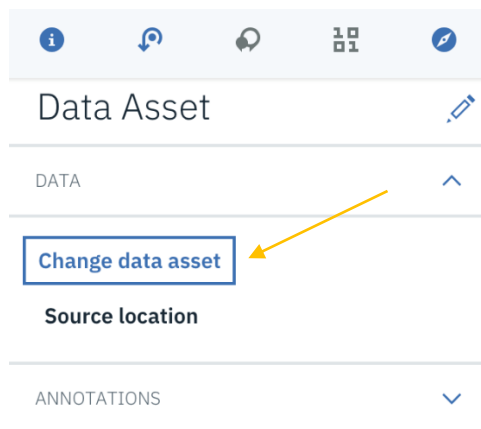 Data Asset
DATA
Change data asset
Source location
ANNOTATIONS